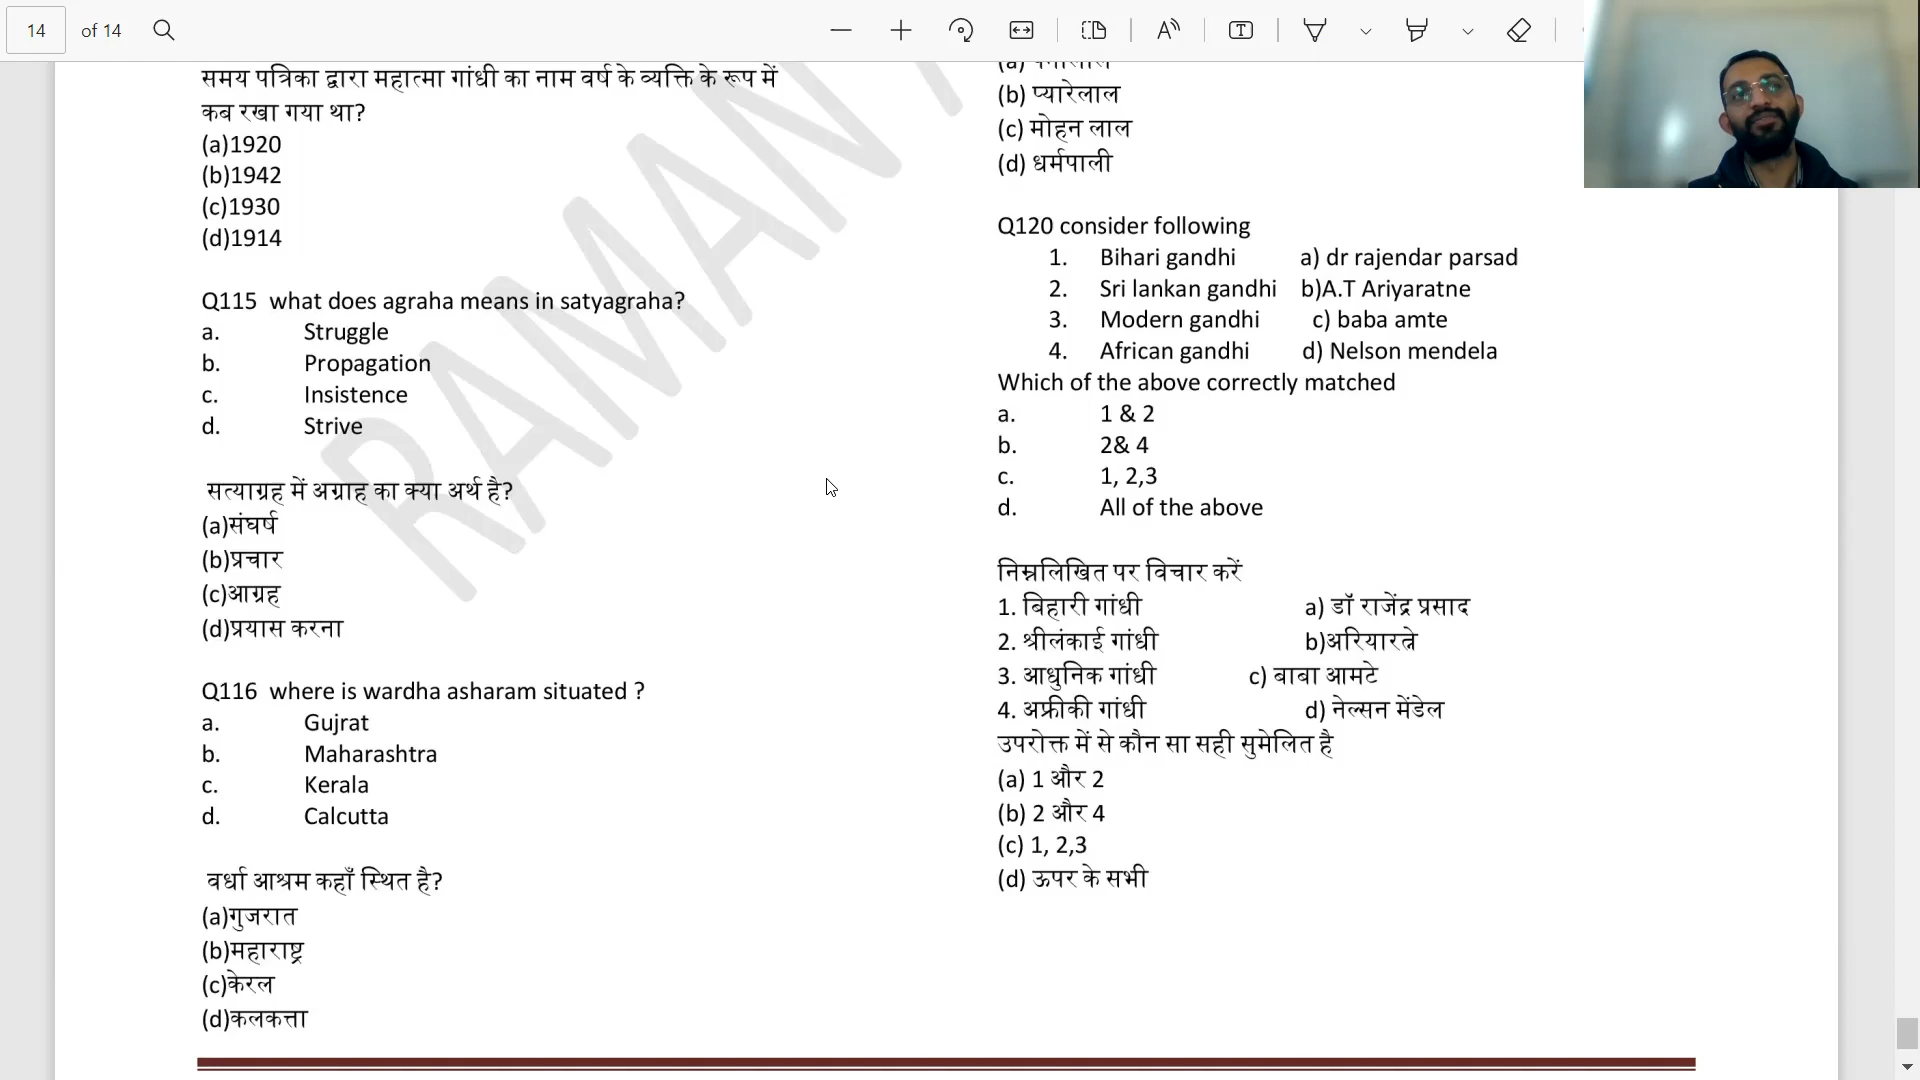 14
of 14
समय पत्रिका द्वारा महात्मा गांधी का नाम वर्ष के व्यक्ति के रूप में
कब रखा गया था?
(a)1920
(b)1942
(c)1930
(d)1914
Q115 what does agraha means in satyagraha?
a. Struggle
b. Propagation
c. Insistence
d. Strive
सत्याग्रह में अग्राह का क्या अर्थ है?
(a)संघर्ष
(b)प्रचार
(c)आग्रह
(d)प्रयास करना
Q116 where is wardha asharam situated ?
a. Gujrat
b. Maharashtra
c. Kerala
d. Calcutta
वर्धा आश्रम कहाँ स्थित है?
(a)गुजरात
(b)महाराष्ट्र
(c)केरल
(d)कलकत्ता
(b) प्यारेलाल
(c) मोहन लाल
(d) धर्मपाली
Q120 consider following
1. Bihari gandhi a) dr rajendar parsad
2. Sri lankan gandhi b)A.T Ariyaratne
3. Modern gandhi c) baba amte
4. African gandhi d) Nelson mendela
Which of the above correctly matched
a. 1 & 2
b. 2& 4
c. 1, 2,3
d. All of the above
निम्नलिखित पर विचार करें
1. बिहारी गांधी a) डॉ राजेंद्र प्रसाद
2. श्रीलंकाई गांधी b)अरियारत्ने
3. आधुनिक गांधी c) बाबा आमटे
4. अफ्रीकी गांधी d) नेल्सन मेंडेल
उपरोक्त में से कौन सा सही सुमेलित है
(a) 1 और 2
(b) 2 और 4
(c) 1, 2,3
(d) ऊपर के सभी
RAMAN